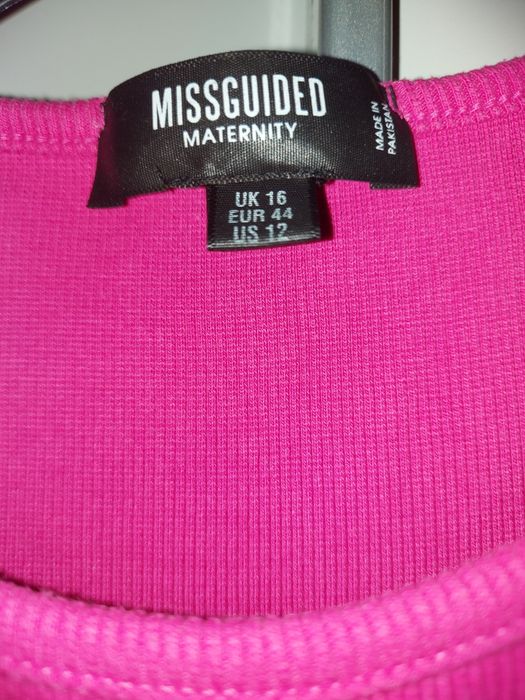 MISSGUIDED
MATERNITY
MADE IN
PAKISTAN
UK 16
EUR 44
US 12